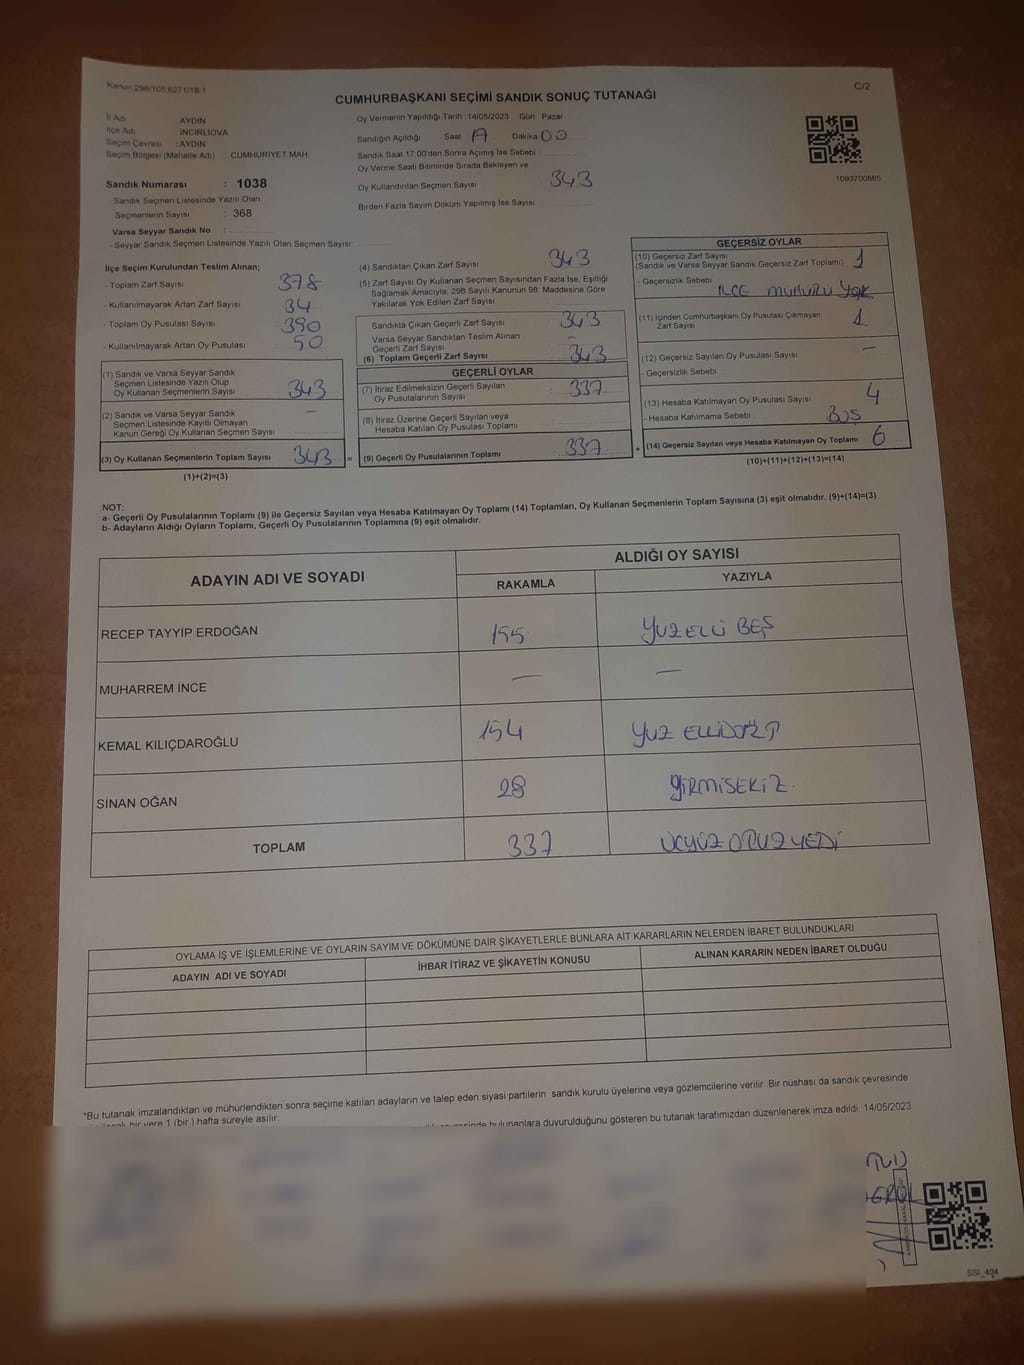 Kanun:298/105;6271/18-1
C/2
CUMHURBAŞKANI SEÇİMİ SANDIK SONUÇ TUTANAĞI
İl Adı AYDIN
İlçe Adı İNCİRLİOVA
Seçim Çevresi : AYDIN
Seçim Bölgesi (Mahalle Adı) CUMHURİYET MAH.
Sandık Numarası : 1038
Sandık Seçmen Listesinde Yazılı Olan
Seçmenlerin Sayısı : 368
Varsa Seyyar Sandık No :
- Seyyar Sandık Seçmen Listesinde Yazılı Olan Seçmen Sayısı:
Oy Vermenin Yapıldığı Tarih :14/05/2023 Gün Pazar
Sandığın Açıldığı Saat Dakika 00
Sandık Saat 17:00'den Sonra Açılmış İse Sebebi
Oy Verme Saati Bitiminde Sırada Bekleyen ve
Oy Kullandırılan Seçmen Sayısı 343
Birden Fazla Sayım Döküm Yapılmış İse Sayısı
1093700885
İlçe Seçim Kurulundan Teslim Alınan;
- Toplam Zarf Sayısı 378
- Kullanılmayarak Artan Zarf Sayısı 34
- Toplam Oy Pusulası Sayısı 390
- Kullanılmayarak Artan Oy Pusulası 50
(1) Sandık ve Varsa Seyyar Sandık
Seçmen Listesinde Yazılı Olup
Oy Kullanan Seçmenlerin Sayısı 343
(2) Sandık ve Varsa Seyyar Sandık
Seçmen Listesinde Kayıtlı Olmayan
Kanun Gereği Oy Kullanan Seçmen Sayısı –
(3) Oy Kullanan Seçmenlerin Toplam Sayısı 343 =
(1)+(2)=(3)
(4) Sandıktan Çıkan Zarf Sayısı 343
(5) Zarf Sayısı Oy Kullanan Seçmen Sayısından Fazla İse, Eşitliği
Sağlamak Amacıyla, 298 Sayılı Kanunun 98. Maddesine Göre
Yakılarak Yok Edilen Zarf Sayısı
Sandıkta Çıkan Geçerli Zarf Sayısı 343
Varsa Seyyar Sandıktan Teslim Alınan
Geçerli Zarf Sayısı –
(6) Toplam Geçerli Zarf Sayısı 343
GEÇERLİ OYLAR
(7) İtiraz Edilmeksizin Geçerli Sayılan
Oy Pusulalarının Sayısı 337
(8) İtiraz Üzerine Geçerli Sayılan veya
Hesaba Katılan Oy Pusulası Toplamı
(9) Geçerli Oy Pusulalarının Toplamı 337 +
GEÇERSİZ OYLAR
(10) Geçersiz Zarf Sayısı
(Sandık ve Varsa Seyyar Sandık Geçersiz Zarf Toplamı) 1
- Geçersizlik Sebebi
İLCE MUHURU YOK
(11) İçinden Cumhurbaşkanı Oy Pusulası Çıkmayan
Zarf Sayısı 1
(12) Geçersiz Sayılan Oy Pusulası Sayısı –
- Geçersizlik Sebebi
(13) Hesaba Katılmayan Oy Pusulası Sayısı 4
- Hesaba Katılmama Sebebi BOŞ
(14) Geçersiz Sayılan veya Hesaba Katılmayan Oy Toplamı 6
(10)+(11)+(12)+(13)=(14)
NOT:
a- Geçerli Oy Pusulalarının Toplamı (9) ile Geçersiz Sayılan veya Hesaba Katılmayan Oy Toplamı (14) Toplamları, Oy Kullanan Seçmenlerin Toplam Sayısına (3) eşit olmalıdır. (9)+(14)=(3)
b- Adayların Aldığı Oyların Toplamı, Geçerli Oy Pusulalarının Toplamına (9) eşit olmalıdır.
ADAYIN ADI VE SOYADI
ALDIĞI OY SAYISI
RAKAMLA YAZIYLA
RECEP TAYYİP ERDOĞAN 155 YUZELLİ BEŞ
MUHARREM İNCE – –
KEMAL KILIÇDAROĞLU 154 YUZ ELLİDÖRT
SİNAN OĞAN 28 YİRMİSEKİZ.
TOPLAM 337 ÜCYÜZ OTUZ YEDİ
OYLAMA İŞ VE İŞLEMLERİNE VE OYLARIN SAYIM VE DÖKÜMÜNE DAİR ŞİKAYETLERLE BUNLARA AİT KARARLARIN NELERDEN İBARET BULUNDUKLARI
ADAYIN ADI VE SOYADI İHBAR İTİRAZ VE ŞİKAYETİN KONUSU ALINAN KARARIN NEDEN İBARET OLDUĞU
*Bu tutanak imzalandıktan ve mühürlendikten sonra seçime katılan adayların ve talep eden siyasi partilerin sandık kurulu üyelerine veya gözlemcilerine verilir .Bir nüshası da sandık çevresinde
bir yere 1 (bir ) hafta süreyle asılır.
bulunanlara duyurulduğunu gösteren bu tutanak tarafımızdan düzenlenerek imza edildi. 14/05/2023
SSI_404